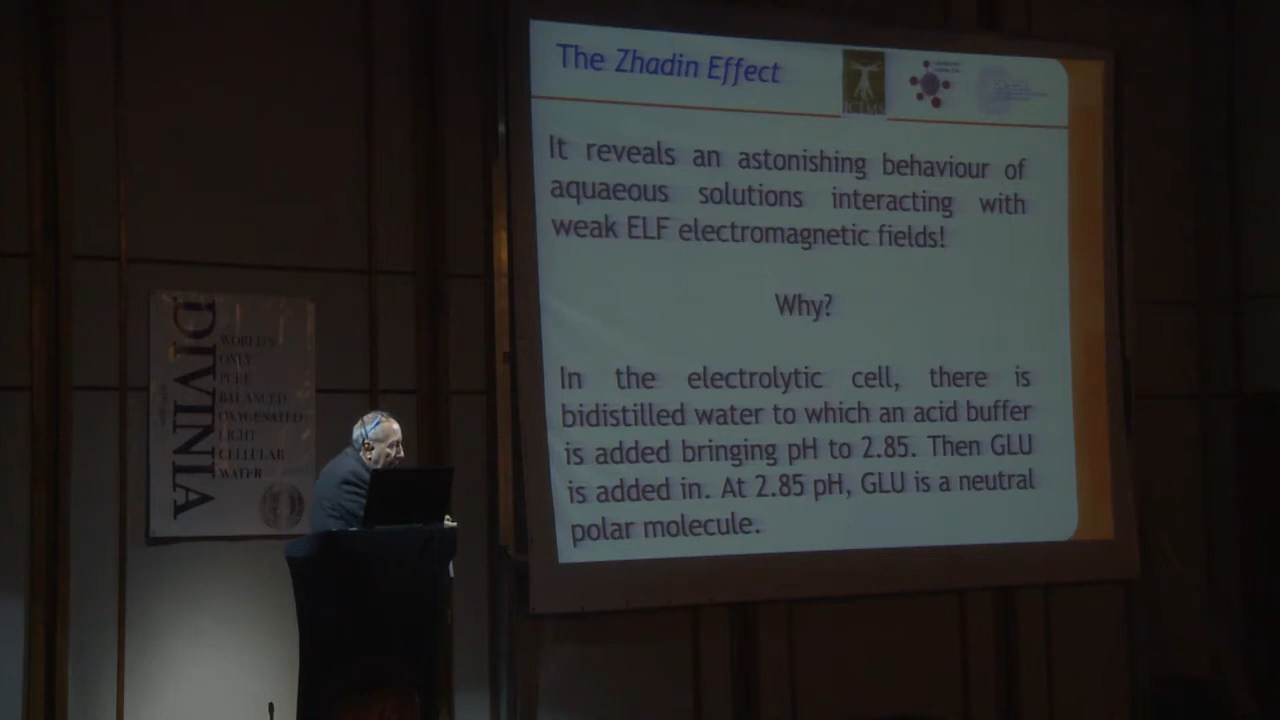 The Zhadin Effect
It reveals an astonishing behaviour of
aquaeous solutions interacting with
weak ELF electromagnetic fields!
Why?
In the electrolytic cell, there is
bidistilled water to which an acid buffer
is added bringing pH to 2.85. Then GLU
is added in. At 2.85 pH, GLU is a neutral
polar molecule.
DIVINIA
WORLD'S
ONLY
PURE
BALANCED
OXYGENATED
LIGHT
CELLULAR
WATER